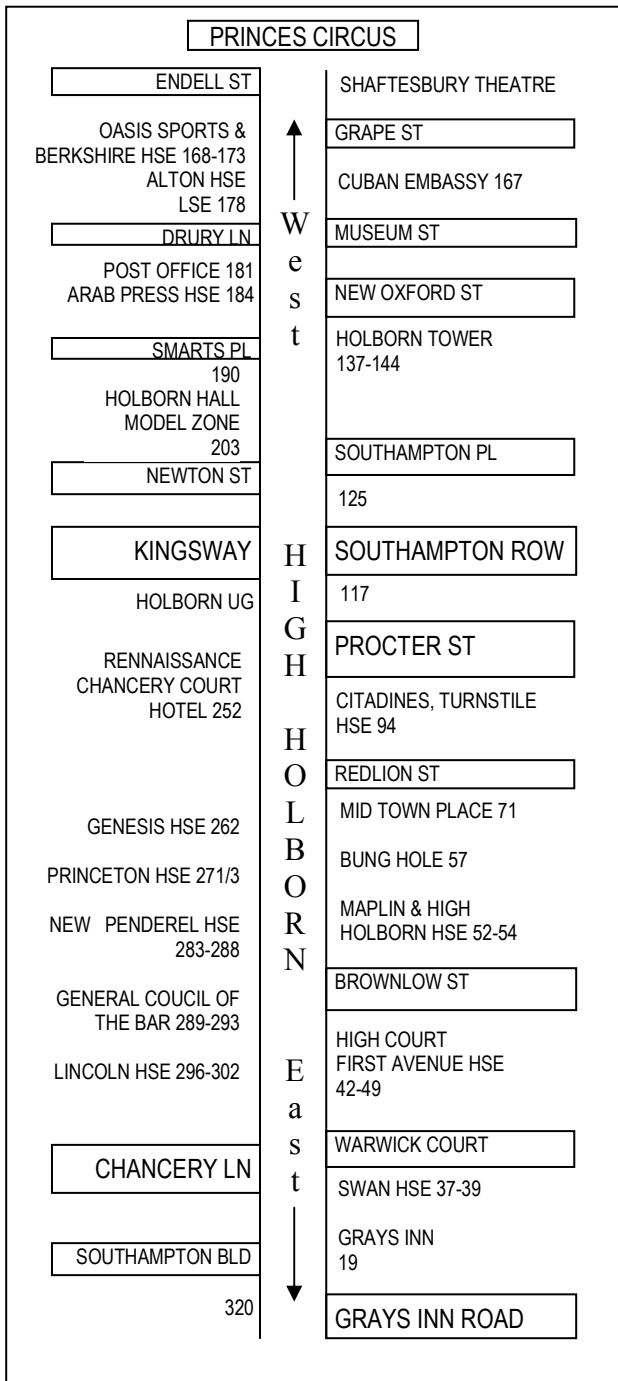 PRINCES CIRCUS
ENDELL ST
OASIS SPORTS &
BERKSHIRE HSE 168-173
ALTON HSE
LSE 178
DRURY LN
POST OFFICE 181
ARAB PRESS HSE 184
SMARTS PL
190
HOLBORN HALL
MODEL ZONE
203
NEWTON ST
KINGSWAY
HOLBORN UG
RENNAISSANCE
CHANCERY COURT
HOTEL 252
GENESIS HSE 262
PRINCETON HSE 271/3
NEW PENDEREL HSE
283-288
GENERAL COUCIL OF
THE BAR 289-293
LINCOLN HSE 296-302
CHANCERY LN
SOUTHAMPTON BLD
320
West
HIGH HOLBORN
East
SHAFTESBURY THEATRE
GRAPE ST
CUBAN EMBASSY 167
MUSEUM ST
NEW OXFORD ST
HOLBORN TOWER
137-144
SOUTHAMPTON PL
125
SOUTHAMPTON ROW
117
PROCTER ST
CITADINES, TURNSTILE
HSE 94
REDLION ST
MID TOWN PLACE 71
BUNG HOLE 57
MAPLIN & HIGH
HOLBORN HSE 52-54
BROWNLOW ST
HIGH COURT
FIRST AVENUE HSE
42-49
WARWICK COURT
SWAN HSE 37-39
GRAYS INN
19
GRAYS INN ROAD